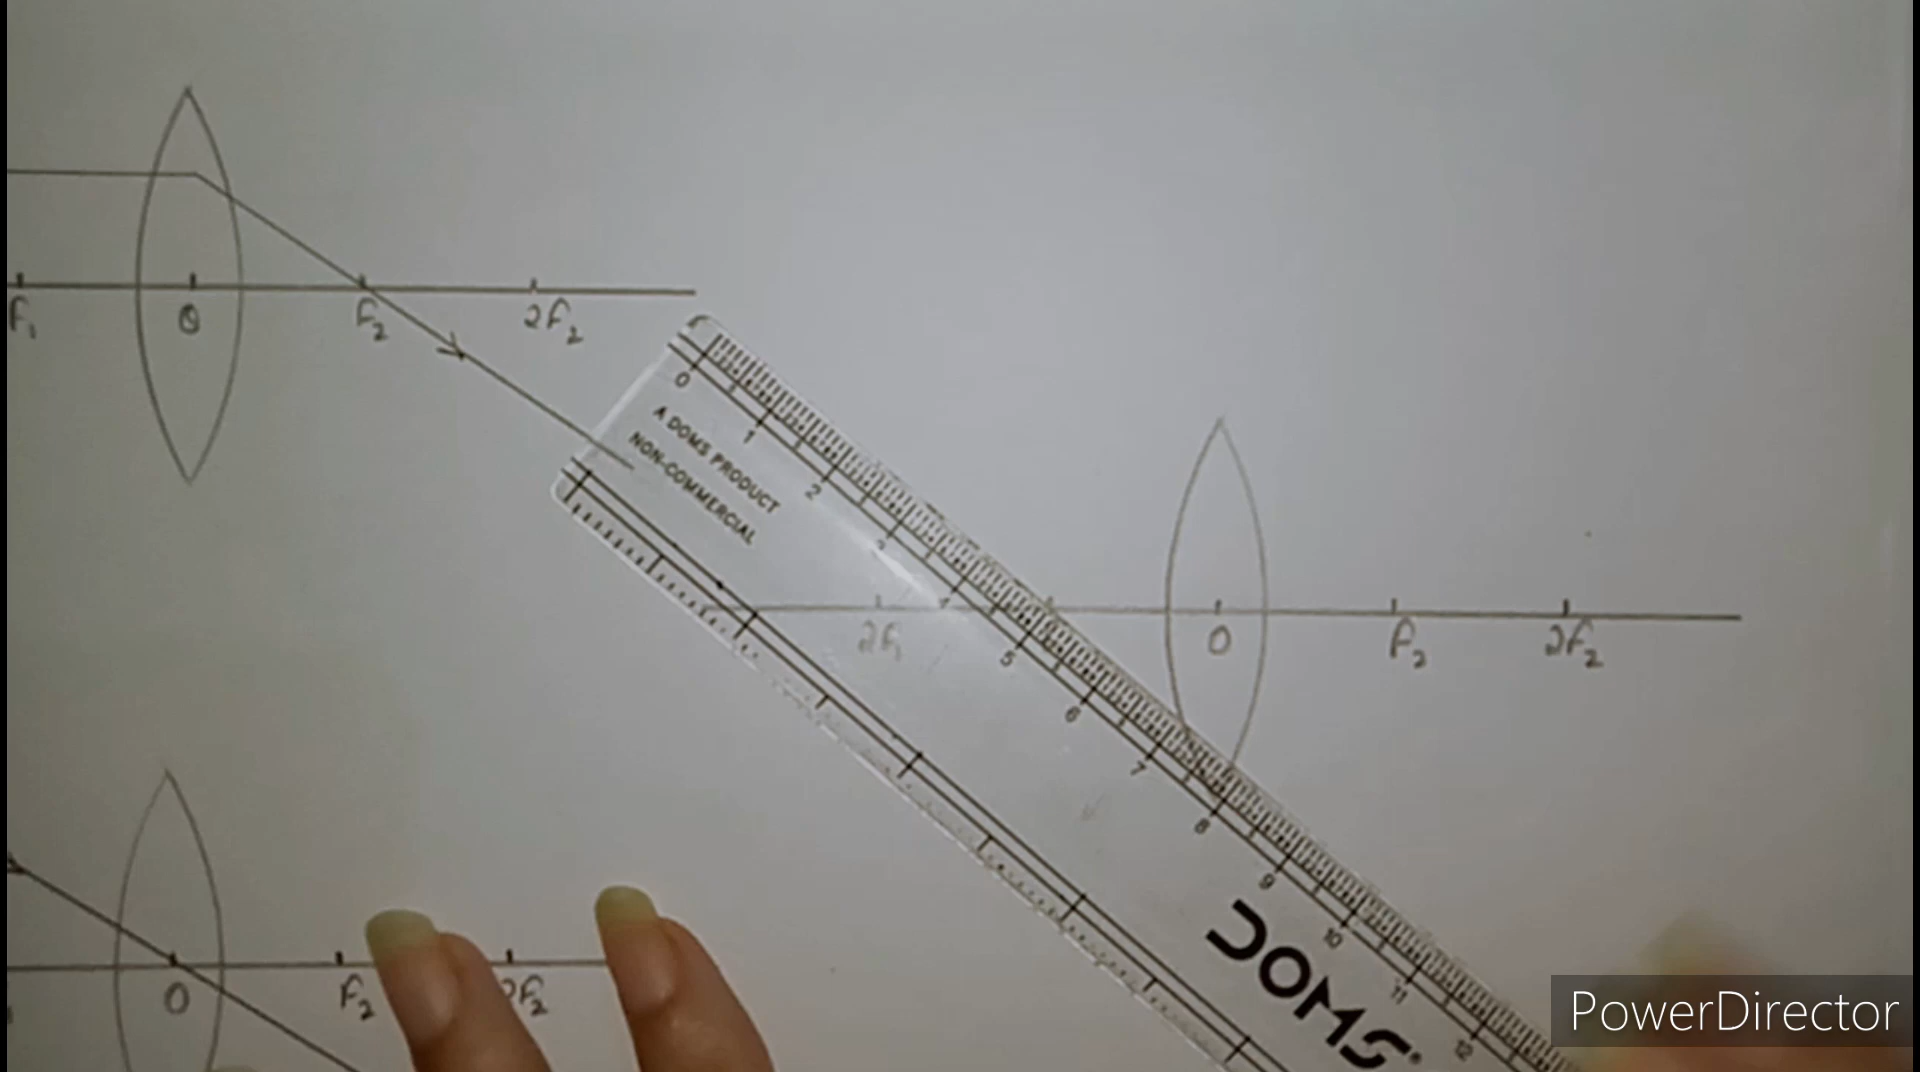 F₁ O F₂ 2F₂
0 1 2 3 4 5 6 7 8 9 10 11 12
A DOMS PRODUCT
NON-COMMERCIAL
2F₁ O F₂ 2F₂
DOMS
O F₂ 2F₂
PowerDirector